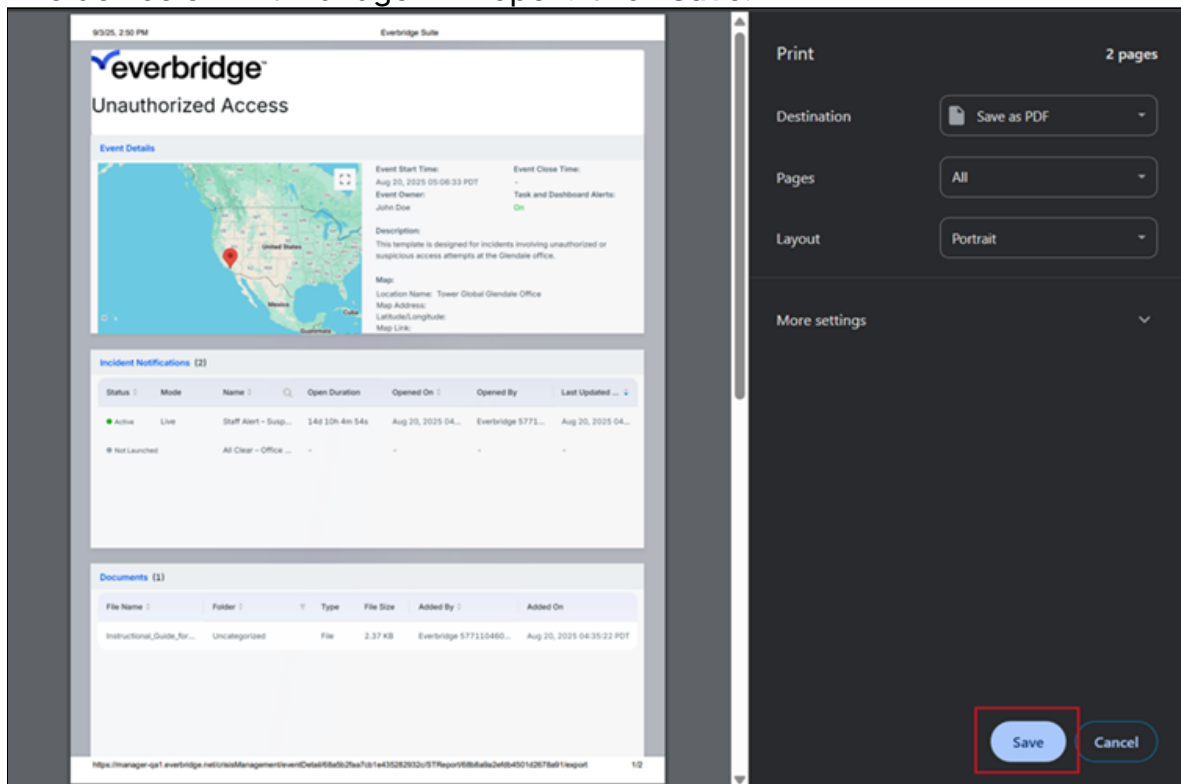 9/3/25, 2:50 PM Everbridge Suite
everbridge™
Unauthorized Access
Event Details
Event Start Time: Event Close Time:
Aug 20, 2025 05:06:33 PDT -
Event Owner: Task and Dashboard Alerts:
John Doe On
Description:
This template is designed for incidents involving unauthorized or
suspicious access attempts at the Glendale office.
Map:
Location Name: Tower Global Glendale Office
Map Address:
Latitude/Longitude:
Map Link:
United States
Mexico
Cuba
Guatemala
Incident Notifications (2)
Status Mode Name Open Duration Opened On Opened By Last Updated ...
Active Live Staff Alert – Susp... 14d 10h 4m 54s Aug 20, 2025 04... Everbridge 5771... Aug 20, 2025 04...
Not Launched All Clear – Office ... - - - -
Documents (1)
File Name Folder Type File Size Added By Added On
Instructional_Guide_for... Uncategorized File 2.37 KB Everbridge 577110460... Aug 20, 2025 04:35:22 PDT
1/2
Print 2 pages
Destination Save as PDF
Pages All
Layout Portrait
More settings
Save Cancel